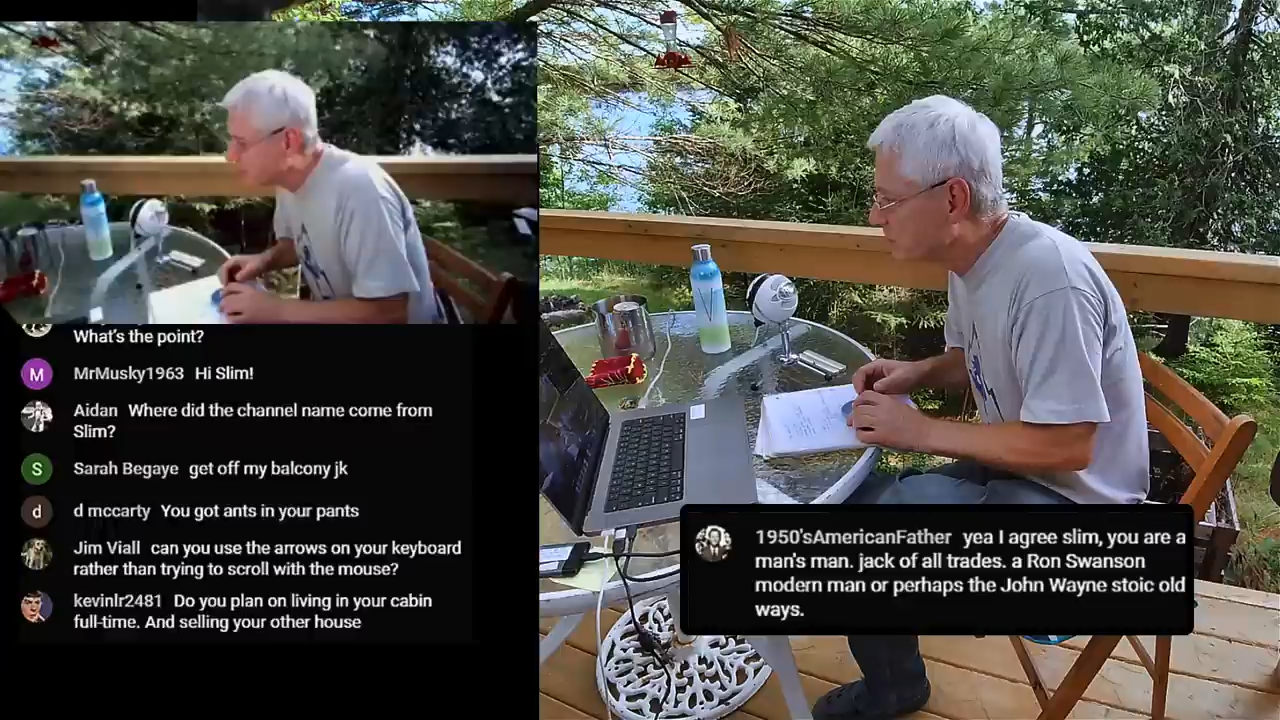 What's the point?
MrMusky1963 Hi Slim!
Aidan Where did the channel name come from
Slim?
S
Sarah Begaye get off my balcony jk
d
d mccarty You got ants in your pants
Jim Viall can you use the arrows on your keyboard
rather than trying to scroll with the mouse?
kevinlr2481 Do you plan on living in your cabin
full-time. And selling your other house
M
1950'sAmericanFather yea I agree slim, you are a
man's man. jack of all trades. a Ron Swanson
modern man or perhaps the John Wayne stoic old
ways.